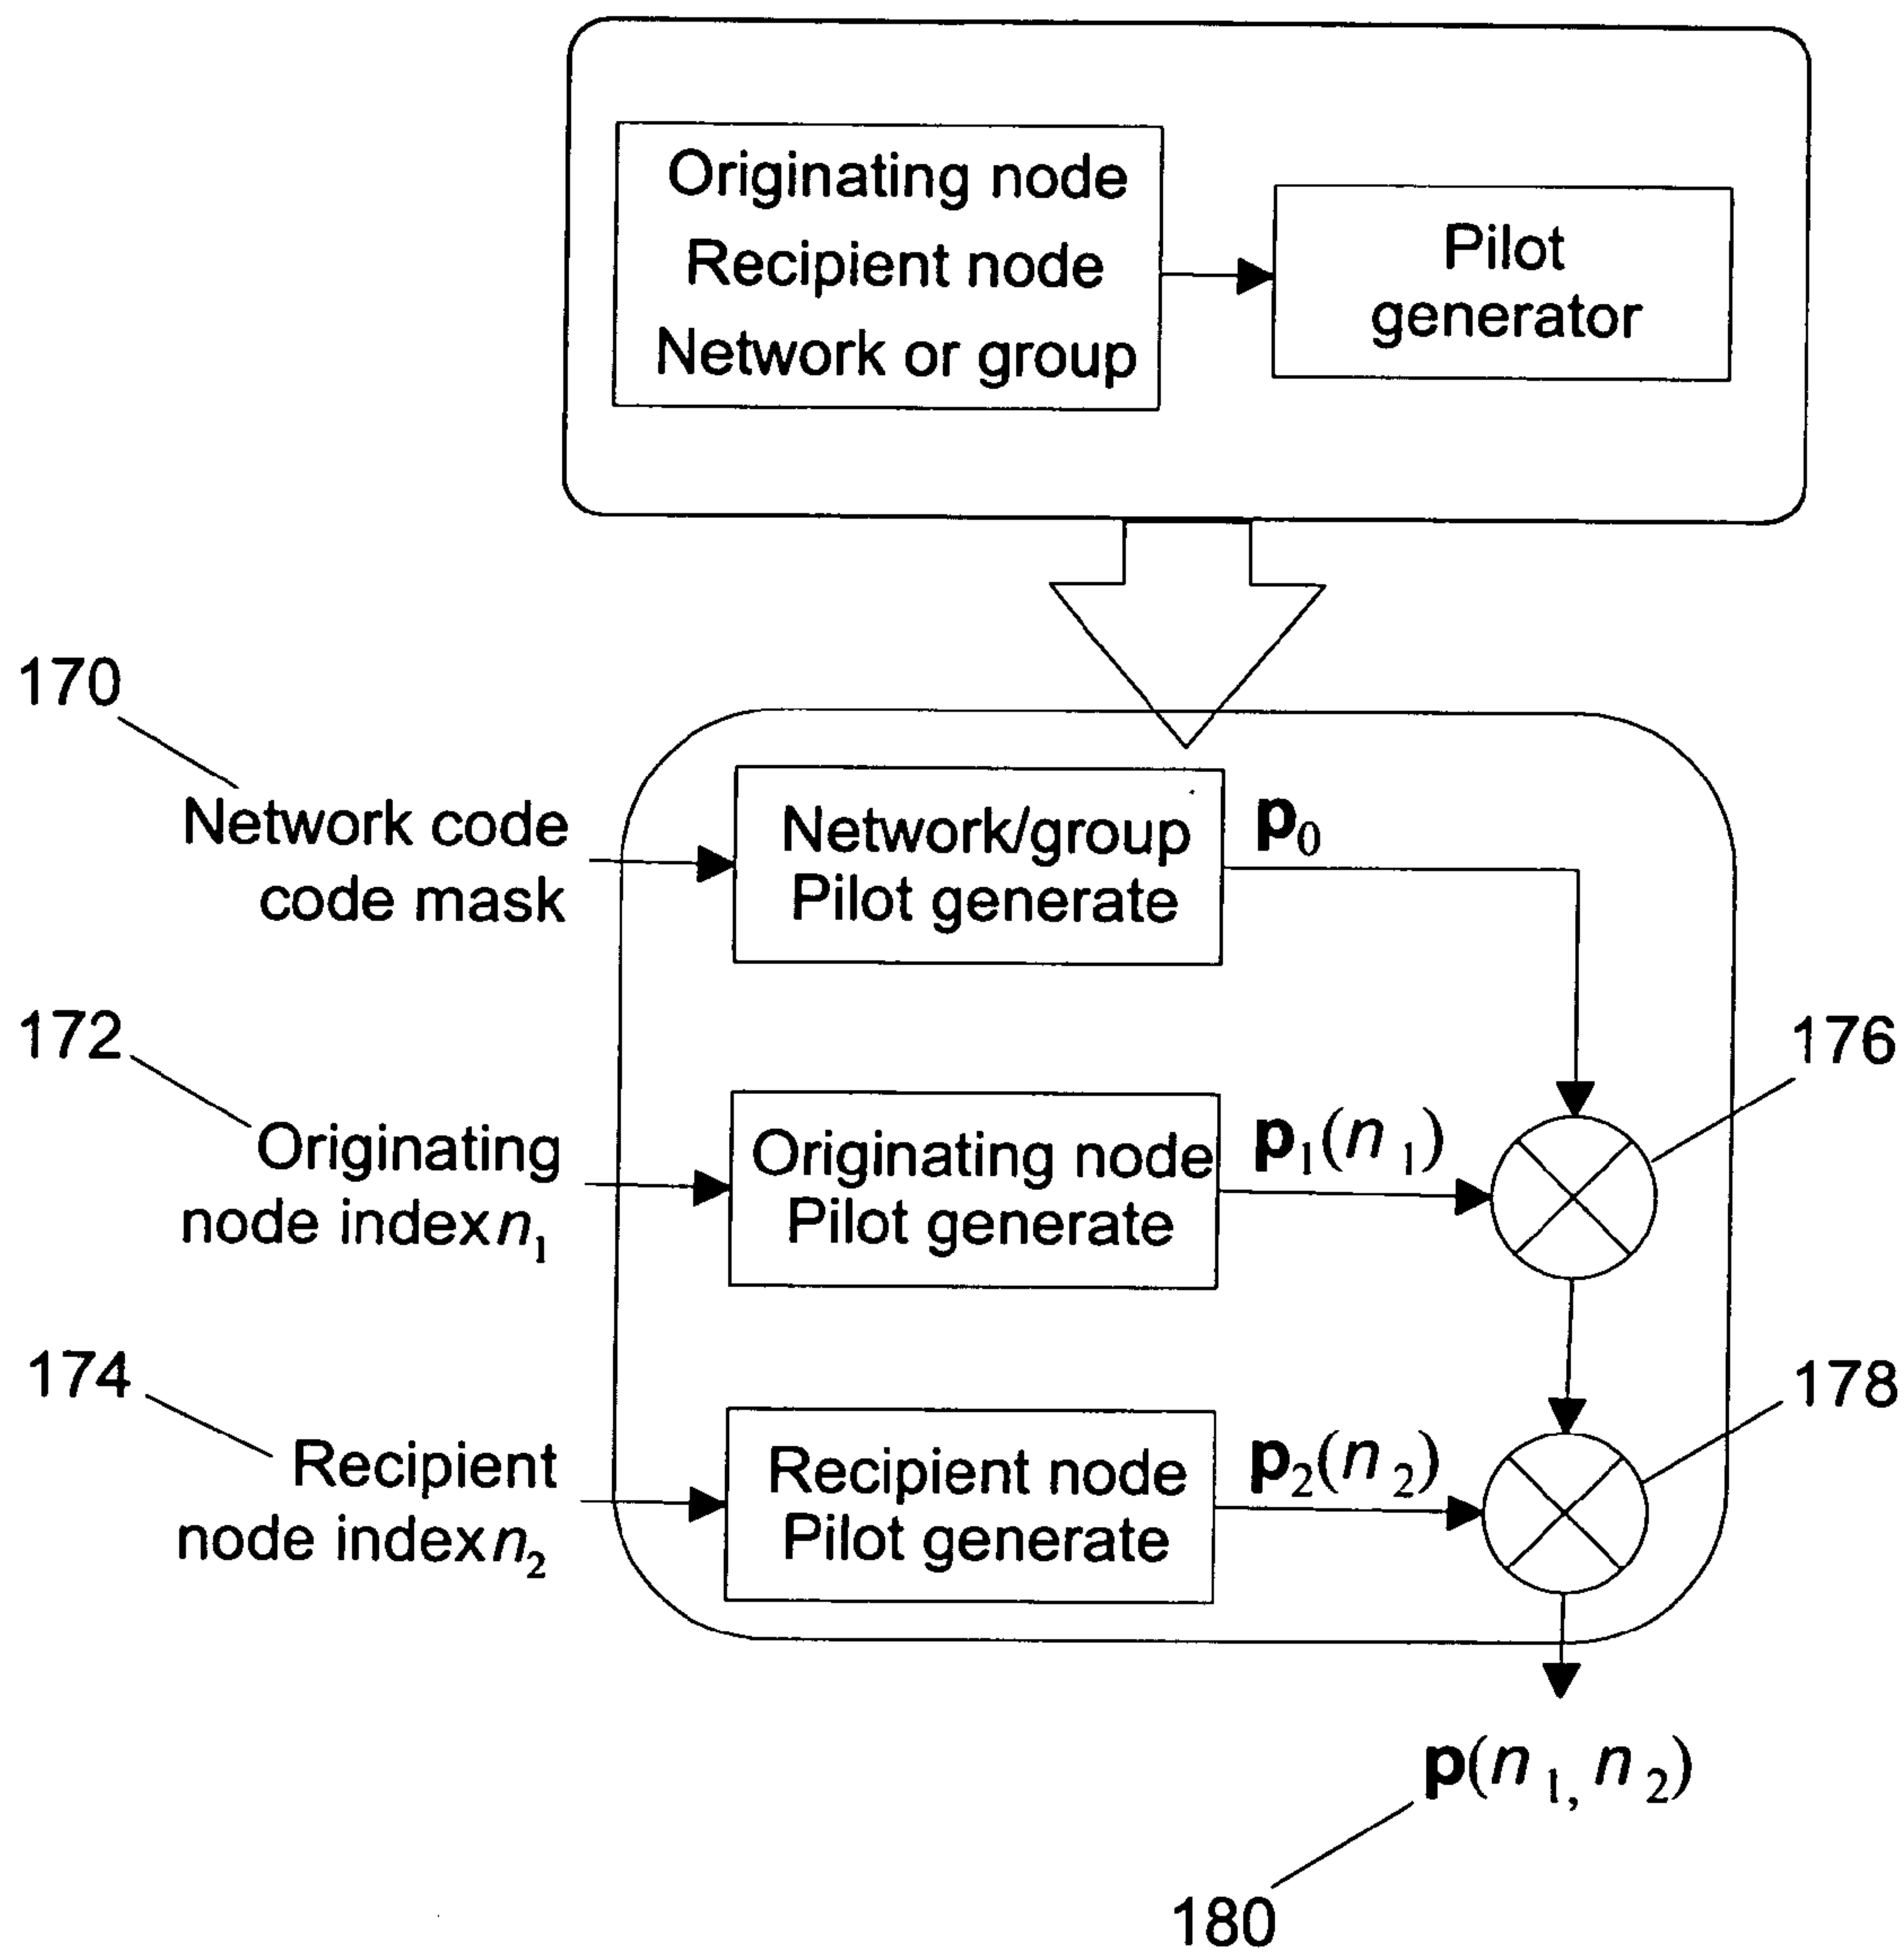 Originating node
Recipient node
Network or group
Pilot
generator
170
Network code
code mask
Network/group
Pilot generate
p₀
172
Originating
node index n₁
Originating node
Pilot generate
p₁(n₁)
176
174
Recipient
node index n₂
Recipient node
Pilot generate
p₂(n₂)
178
p(n₁, n₂)
180